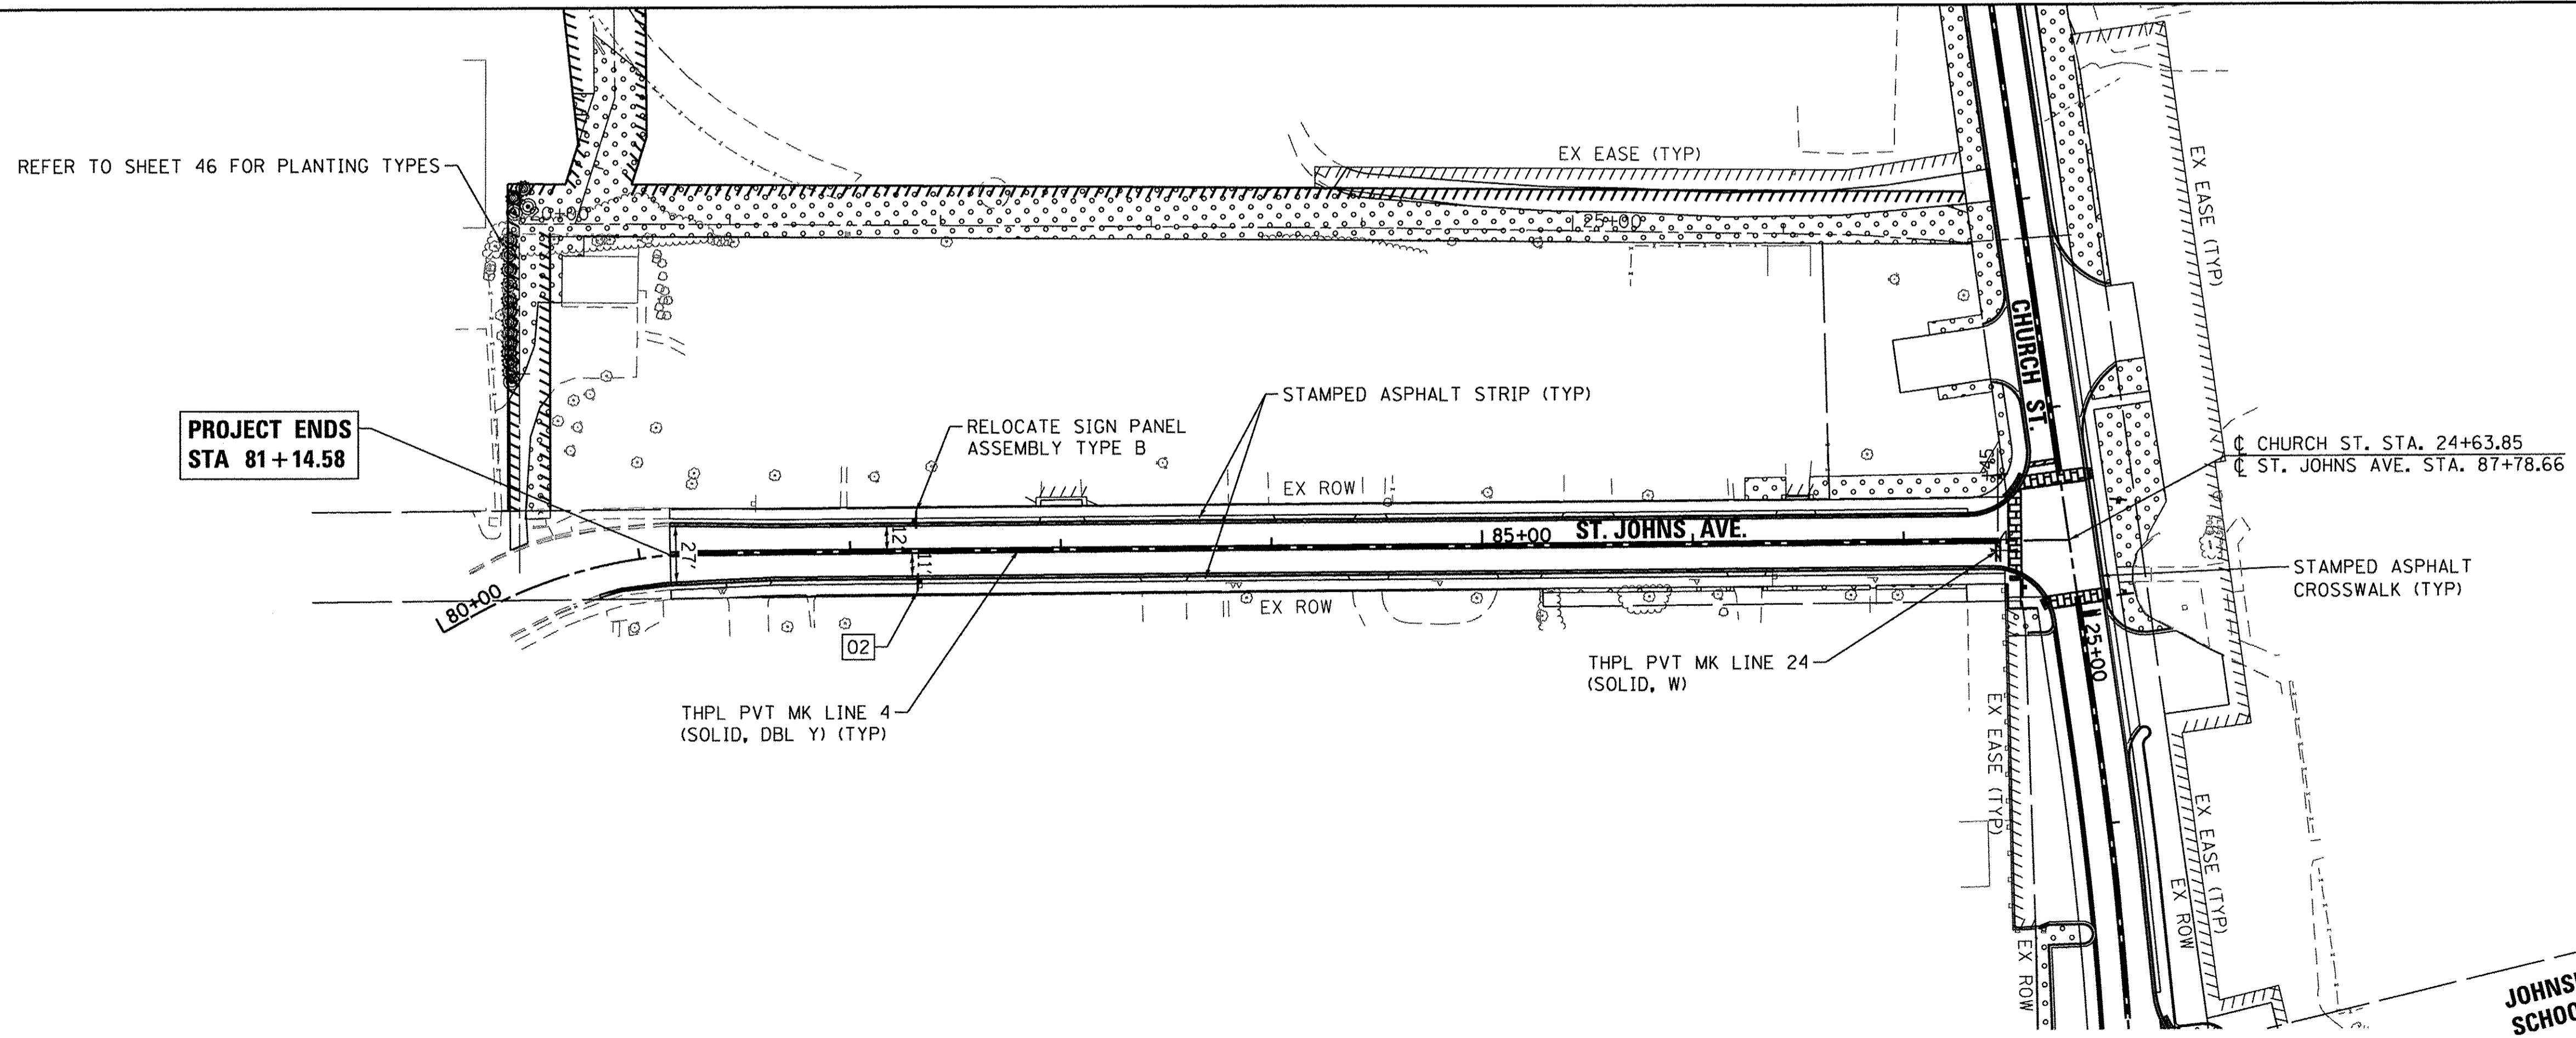 EX EASE (TYP)
EX EASE (TYP)
REFER TO SHEET 46 FOR PLANTING TYPES
20+00
25+00
CHURCH ST.
STAMPED ASPHALT STRIP (TYP)
PROJECT ENDS
STA 81+14.58
RELOCATE SIGN PANEL
ASSEMBLY TYPE B
℄ CHURCH ST. STA. 24+63.85
℄ ST. JOHNS AVE. STA. 87+78.66
45
EX ROW
27'
12'
11'
85+00
ST. JOHNS AVE.
80+00
STAMPED ASPHALT
CROSSWALK (TYP)
EX ROW
02
25+00
THPL PVT MK LINE 24
(SOLID, W)
THPL PVT MK LINE 4
(SOLID, DBL Y) (TYP)
EX EASE (TYP)
EX EASE (TYP)
EX ROW
EX ROW